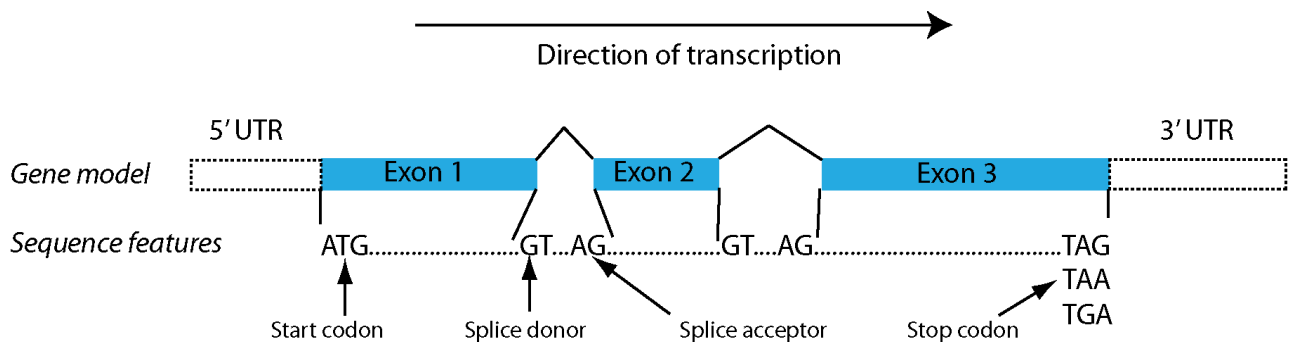 Direction of transcription
5’ UTR 3’ UTR
Gene model Exon 1 Exon 2 Exon 3
Sequence features ATG......................................GT...AG.........................GT....AG.............................................................TAG
TAA
TGA
Start codon Splice donor Splice acceptor Stop codon